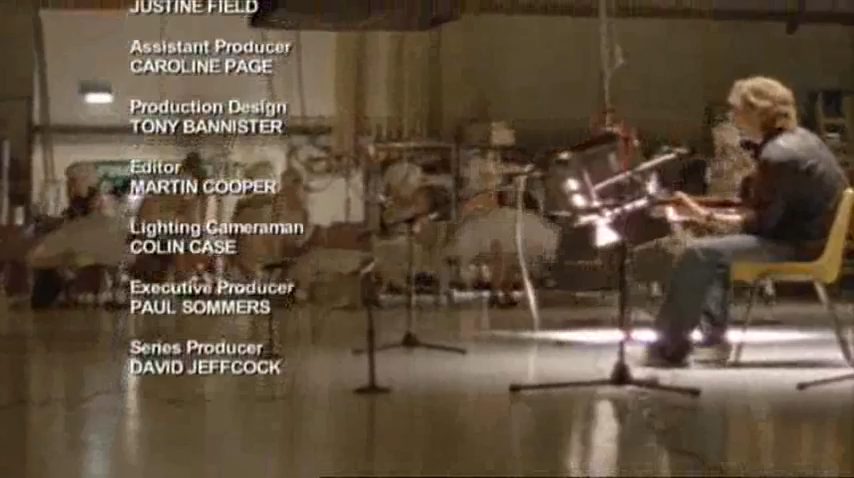 JUSTINE FIELD
Assistant Producer
CAROLINE PAGE
Production Design
TONY BANNISTER
Editor
MARTIN COOPER
Lighting Cameraman
COLIN CASE
Executive Producer
PAUL SOMMERS
Series Producer
DAVID JEFFCOCK